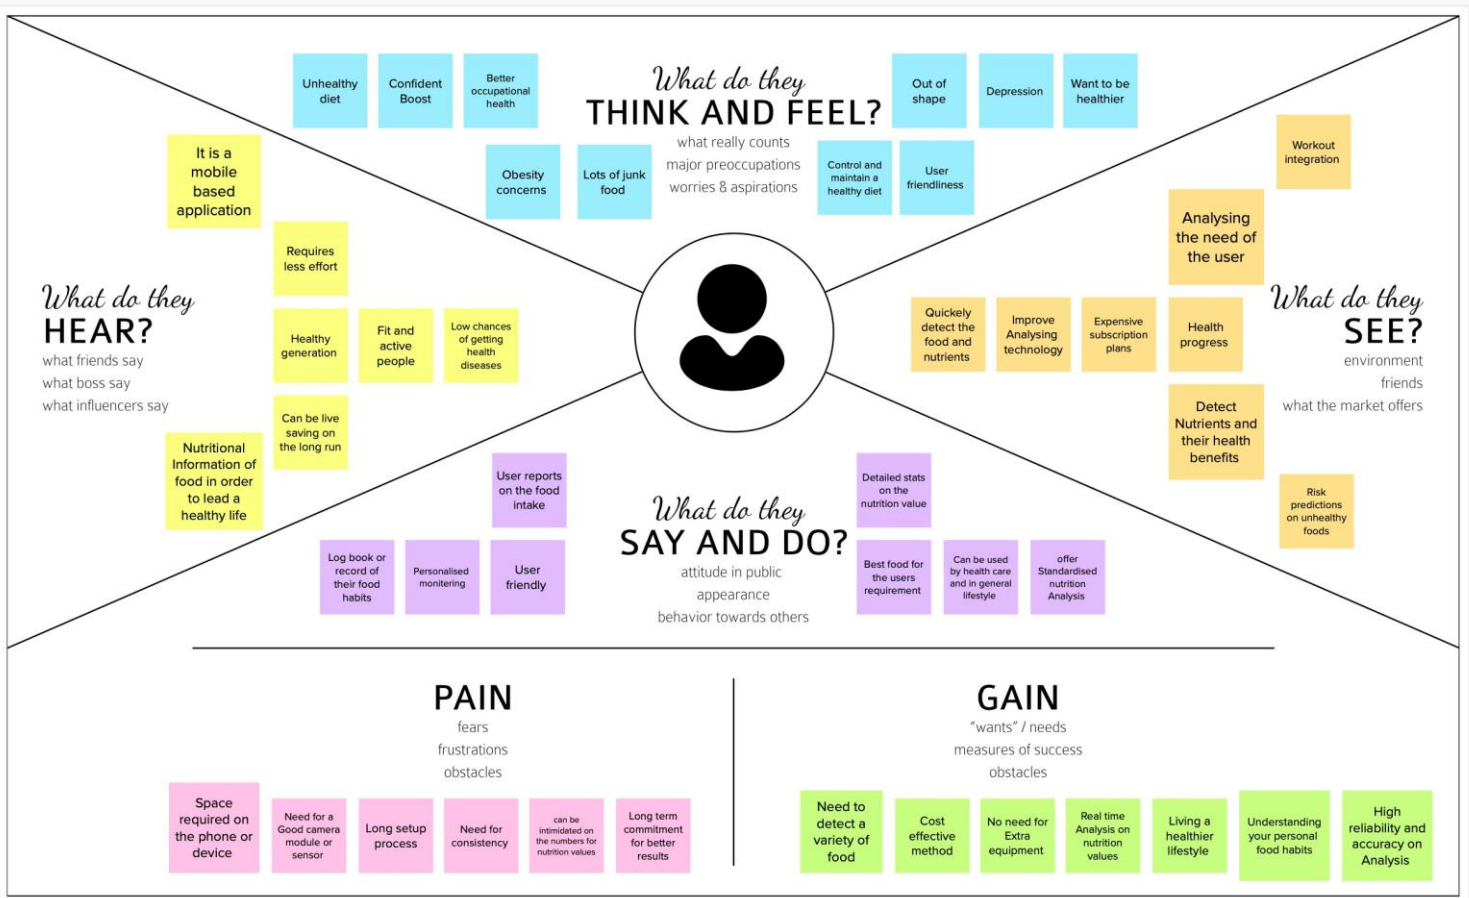 What do they
THINK AND FEEL?
what really counts
major preoccupations
worries & aspirations
Unhealthy
diet
Confident
Boost
Better
occupational
health
Obesity
concerns
Lots of junk
food
Out of
shape
Depression
Want to be
healthier
Control and
maintain a
healthy diet
User
friendliness
What do they
HEAR?
what friends say
what boss say
what influencers say
It is a
mobile
based
application
Requires
less effort
Healthy
generation
Fit and
active
people
Low chances
of getting
health
diseases
Can be live
saving on
the long run
Nutritional
Information of
food in order
to lead a
healthy life
What do they
SEE?
environment
friends
what the market offers
Workout
integration
Analysing
the need of
the user
Quickely
detect the
food and
nutrients
Improve
Analysing
technology
Expensive
subscription
plans
Health
progress
Detect
Nutrients and
their health
benefits
Risk
predictions
on unhealthy
foods
What do they
SAY AND DO?
attitude in public
appearance
behavior towards others
User reports
on the food
intake
Log book or
record of
their food
habits
Personalised
monitering
User
friendly
Detailed stats
on the
nutrition value
Best food for
the users
requirement
Can be used
by health care
and in general
lifestyle
offer
Standardised
nutrition
Analysis
PAIN
fears
frustrations
obstacles
Space
required on
the phone or
device
Need for a
Good camera
module or
sensor
Long setup
process
Need for
consistency
can be
intimidated on
the numbers for
nutrition values
Long term
commitment
for better
results
GAIN
"wants" / needs
measures of success
obstacles
Need to
detect a
variety of
food
Cost
effective
method
No need for
Extra
equipment
Real time
Analysis on
nutrition
values
Living a
healthier
lifestyle
Understanding
your personal
food habits
High
reliability and
accuracy on
Analysis